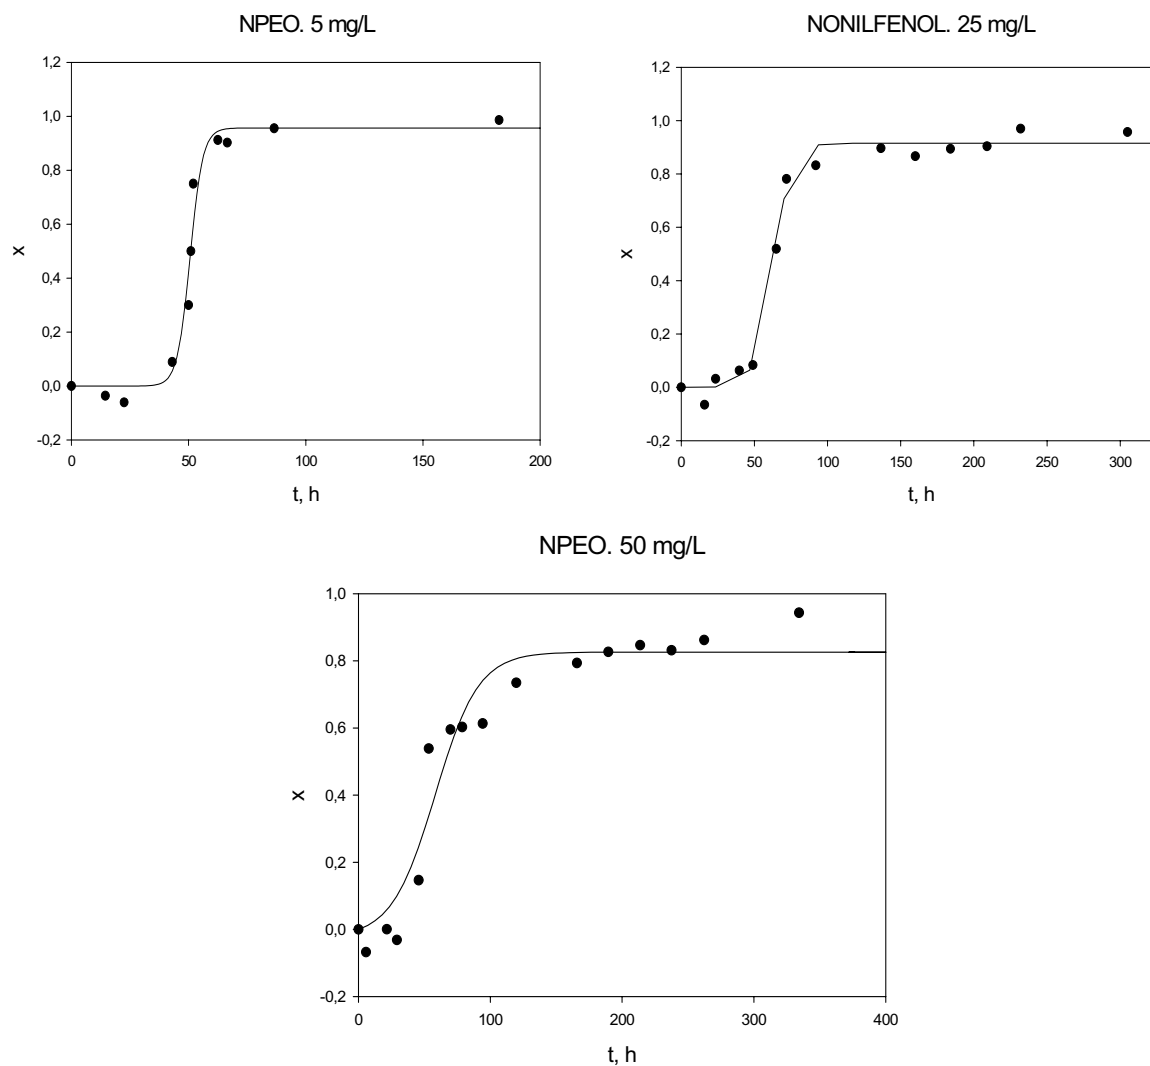 NPEO. 5 mg/L
1,2
1,0
0,8
0,6
0,4
0,2
0,0
-0,2
x
0 50 100 150 200
t, h
NONILFENOL. 25 mg/L
1,2
1,0
0,8
0,6
0,4
0,2
0,0
-0,2
x
0 50 100 150 200 250 300
t, h
NPEO. 50 mg/L
1,0
0,8
0,6
0,4
0,2
0,0
-0,2
x
0 100 200 300 400
t, h